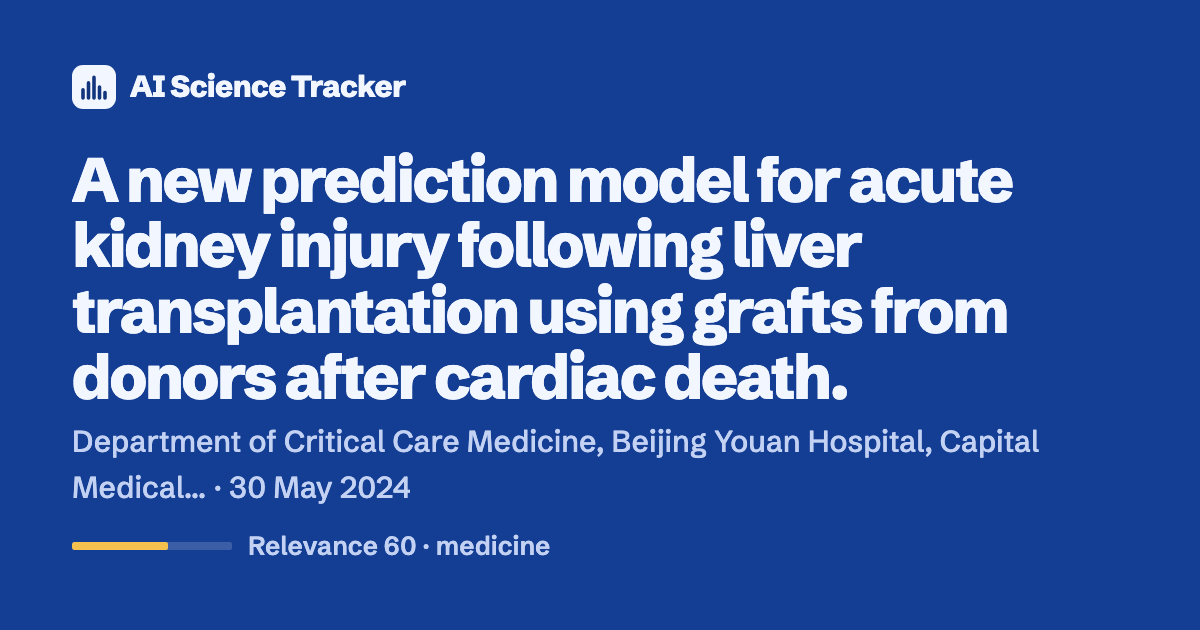 AI Science Tracker
A new prediction model for acute
kidney injury following liver
transplantation using grafts from
donors after cardiac death.
Department of Critical Care Medicine, Beijing Youan Hospital, Capital
Medical... · 30 May 2024
Relevance 60 · medicine